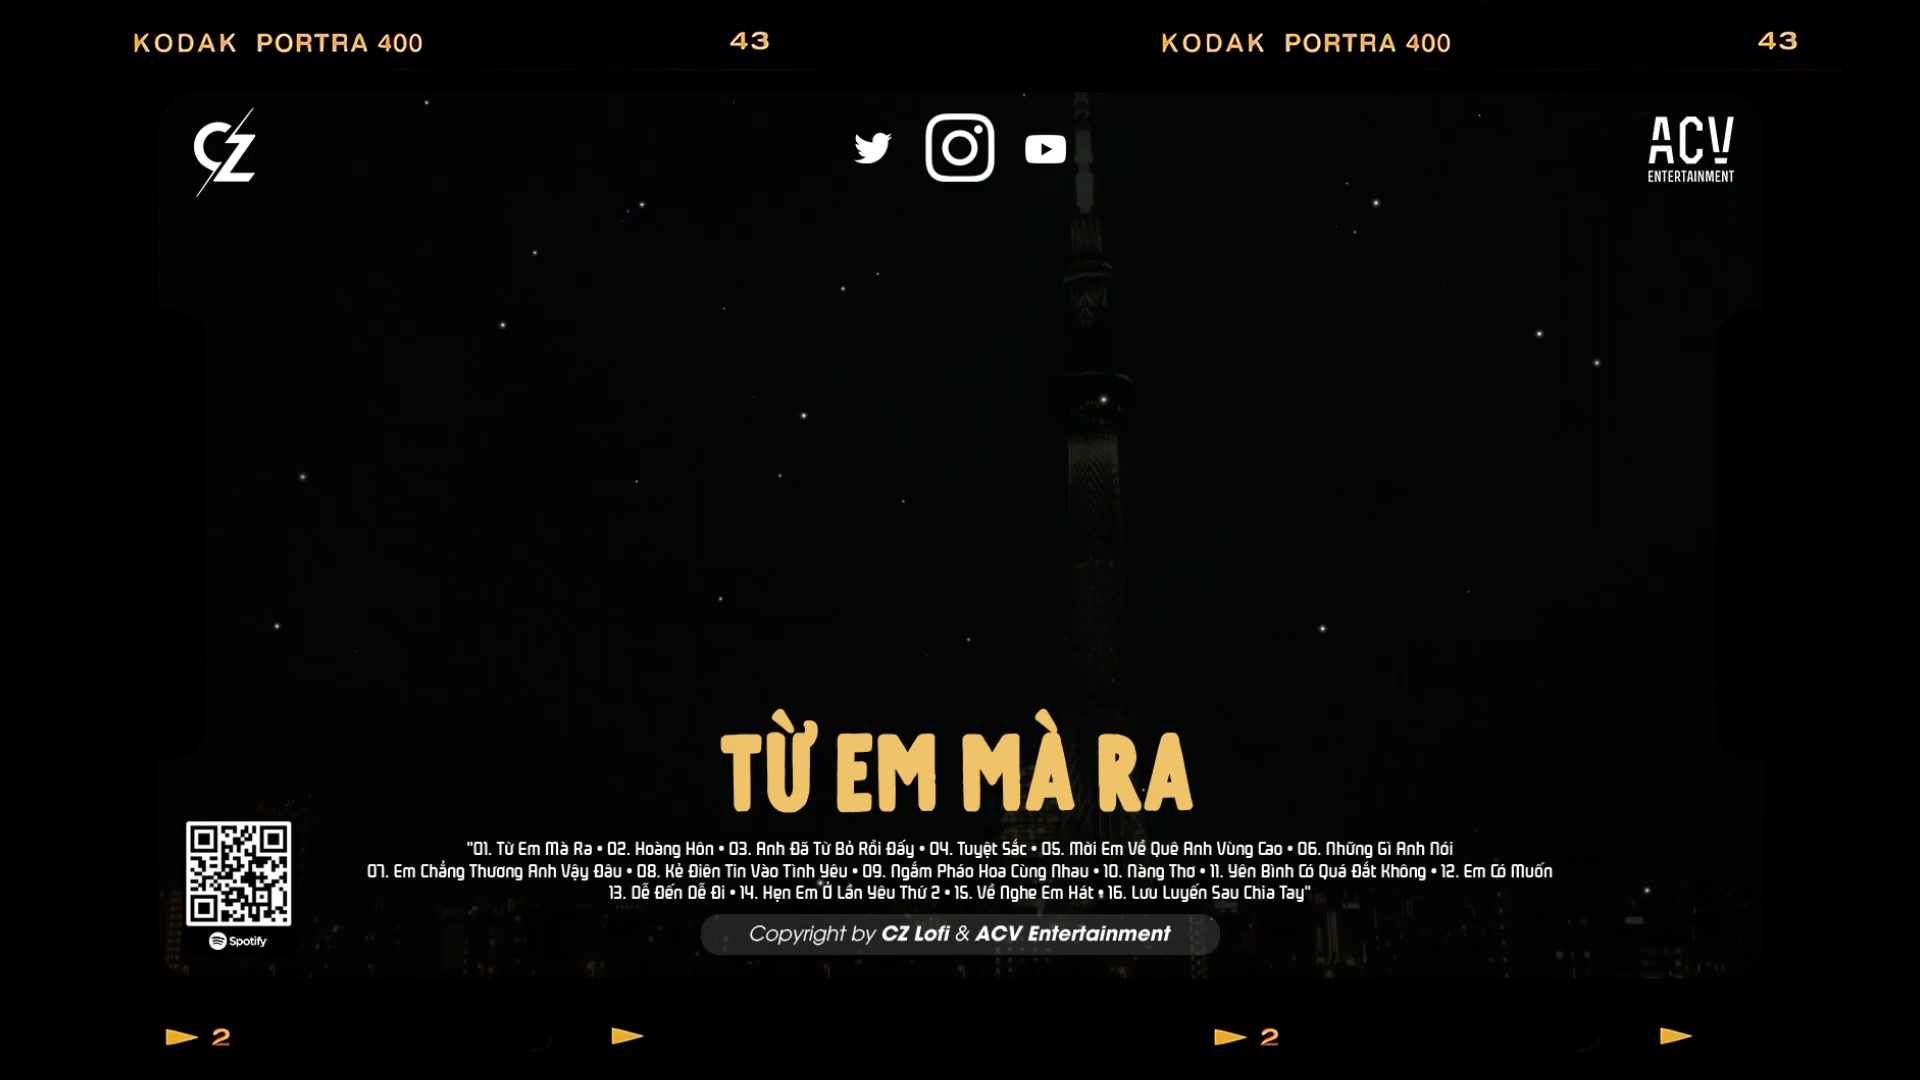 KODAK PORTRA 400 43 KODAK PORTRA 400 43
CZ
ACV
ENTERTAINMENT
TỪ EM MÀ RA
"01. Từ Em Mà Ra • 02. Hoàng Hôn • 03. Anh Đã Từ Bỏ Rồi Đấy • 04. Tuyệt Sắc • 05. Mời Em Về Quê Anh Vùng Cao • 06. Những Gì Anh Nói
07. Em Chẳng Thương Anh Vậy Đâu • 08. Kẻ Điên Tin Vào Tình Yêu • 09. Ngắm Pháo Hoa Cùng Nhau • 10. Nàng Thơ • 11. Yên Bình Có Quá Đắt Không • 12. Em Có Muốn
13. Dễ Đến Dễ Đi • 14. Hẹn Em Ở Lần Yêu Thứ 2 • 15. Về Nghe Em Hát • 16. Lưu Luyến Sau Chia Tay"
Spotify
Copyright by CZ Lofi & ACV Entertainment
2 2